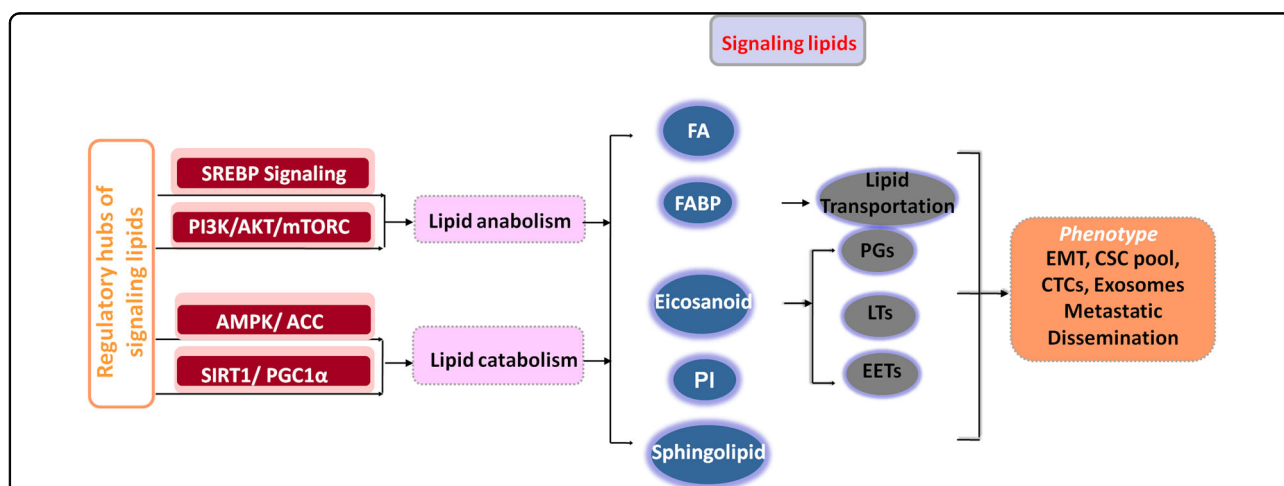 Signaling lipids
Regulatory hubs of
signaling lipids
SREBP Signaling
PI3K/AKT/mTORC
AMPK/ ACC
SIRT1/ PGC1α
Lipid anabolism
Lipid catabolism
FA
FABP
Eicosanoid
PI
Sphingolipid
Lipid
Transportation
PGs
LTs
EETs
Phenotype
EMT, CSC pool,
CTCs, Exosomes
Metastatic
Dissemination